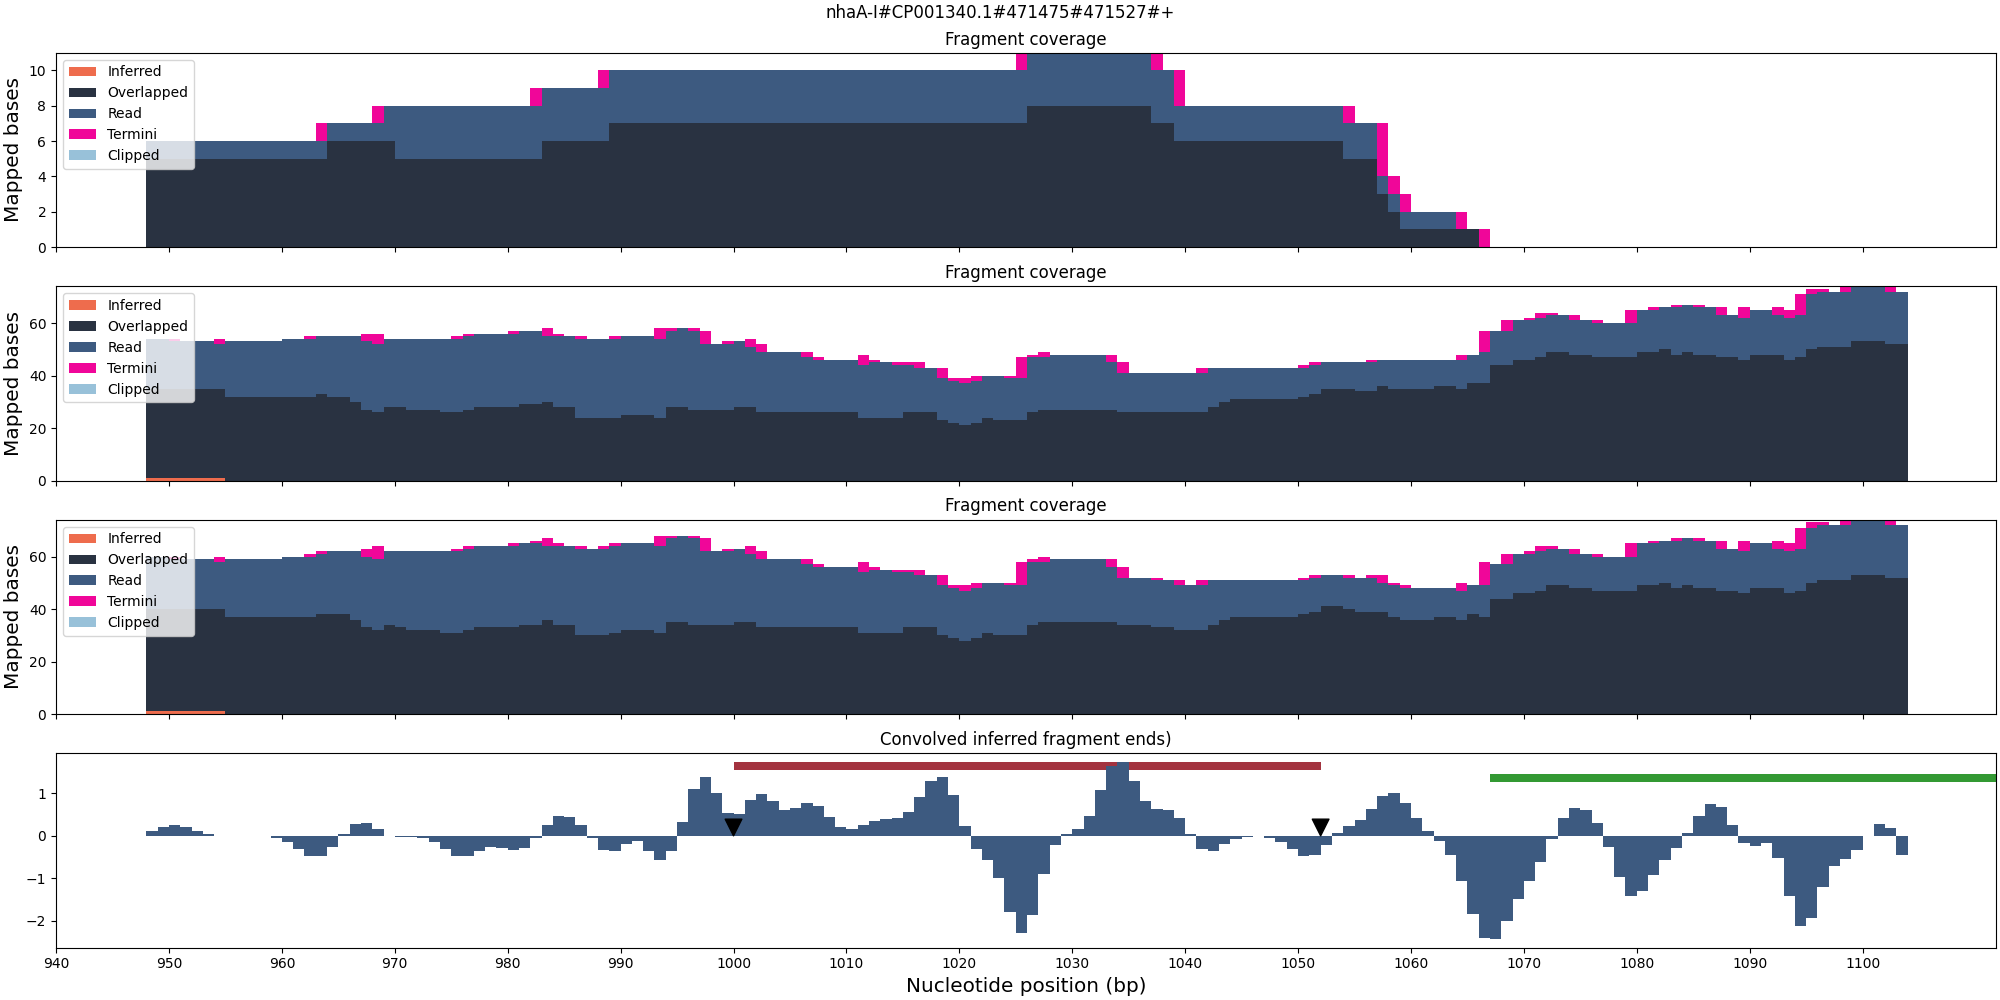 nhaA-I#CP001340.1#471475#471527#+
Fragment coverage
Mapped bases
10
8
6
4
2
0
Inferred
Overlapped
Read
Termini
Clipped
Fragment coverage
Mapped bases
60
40
20
0
Inferred
Overlapped
Read
Termini
Clipped
Fragment coverage
Mapped bases
60
40
20
0
Inferred
Overlapped
Read
Termini
Clipped
Convolved inferred fragment ends)
1
0
−1
−2
940 950 960 970 980 990 1000 1010 1020 1030 1040 1050 1060 1070 1080 1090 1100
Nucleotide position (bp)